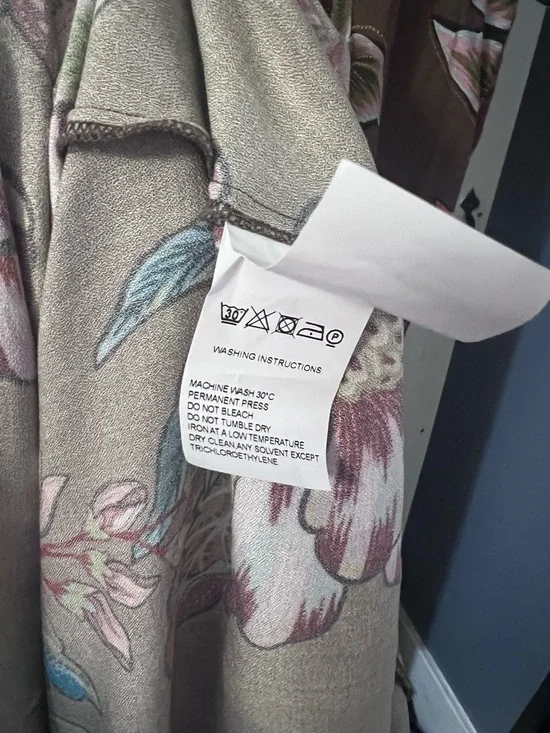 30
P
WASHING INSTRUCTIONS
MACHINE WASH 30°C
PERMANENT PRESS
DO NOT BLEACH
DO NOT TUMBLE DRY
IRON AT A LOW TEMPERATURE
DRY CLEAN,ANY SOLVENT EXCEPT
TRICHLOROETHYLENE